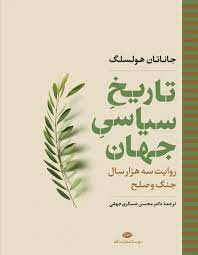 جاناتان هولسلگ
تاریخ
سیاسیِ
جهان
روایت سه هزار سال
جنگ و صلح
ترجمهٔ دکتر محسن عسکری جهقی